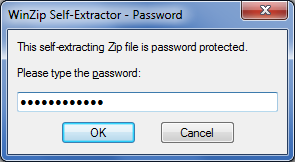 WinZip Self-Extractor - Password
This self-extracting Zip file is password protected.
Please type the password:
●●●●●●●●●●●●
OK
Cancel